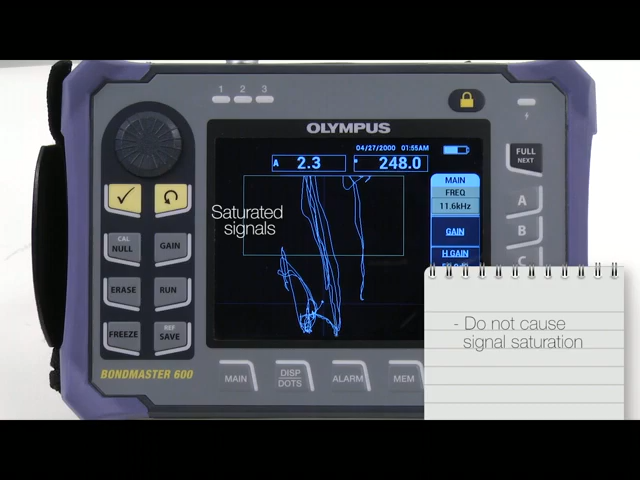 1 2 3
OLYMPUS
04/27/2000 01:55AM
A 2.3
248.0
FULL
NEXT
MAIN
FREQ
11.6kHz
GAIN
H GAIN
Saturated
signals
CAL
NULL
GAIN
ERASE
RUN
FREEZE
REF
SAVE
A
B
C
- Do not cause
signal saturation
BONDMASTER 600
MAIN
DISP
DOTS
ALARM
MEM